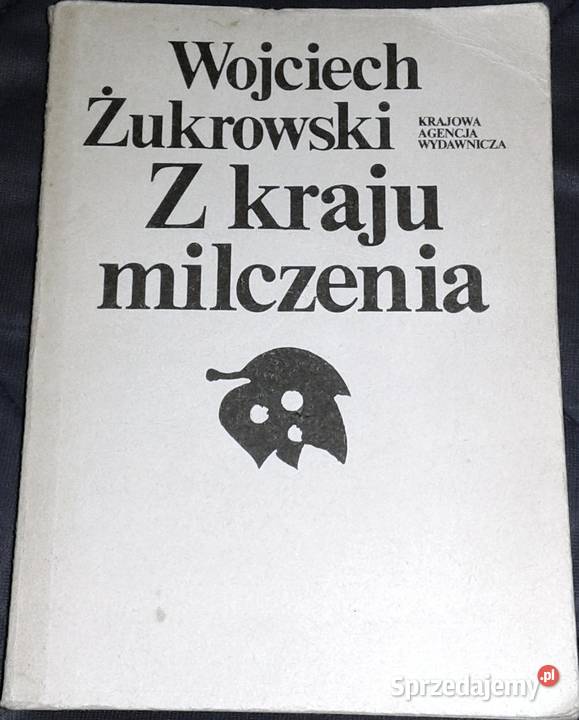 Wojciech
Żukrowski
KRAJOWA
AGENCJA
WYDAWNICZA
Z kraju
milczenia
Sprzedajemy.pl